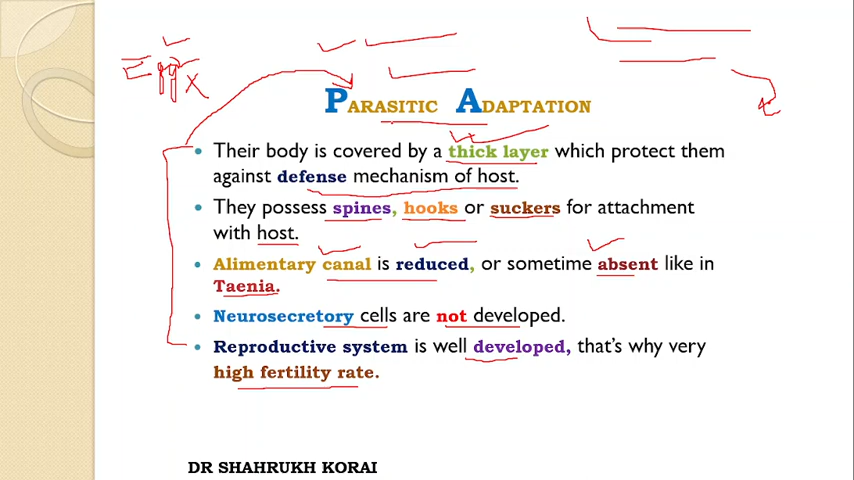 PARASITIC ADAPTATION
• Their body is covered by a thick layer which protect them
against defense mechanism of host.
• They possess spines, hooks or suckers for attachment
with host.
• Alimentary canal is reduced, or sometime absent like in
Taenia.
• Neurosecretory cells are not developed.
• Reproductive system is well developed, that's why very
high fertility rate.
DR SHAHRUKH KORAI